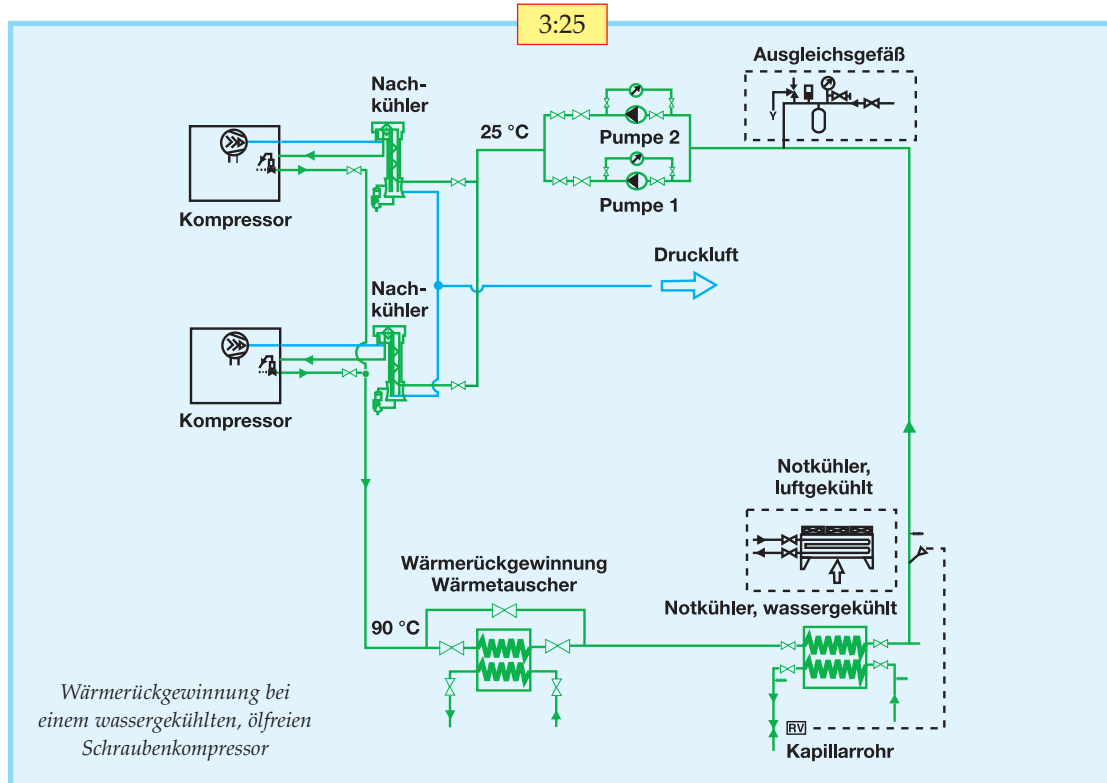 3:25
Ausgleichsgefäß
Y
Nach-
kühler
25 °C
Pumpe 2
Pumpe 1
Kompressor
Druckluft
Nach-
kühler
Kompressor
Notkühler,
luftgekühlt
Wärmerückgewinnung
Wärmetauscher
Notkühler, wassergekühlt
90 °C
Wärmerückgewinnung bei
einem wassergekühlten, ölfreien
Schraubenkompressor
RV
Kapillarrohr